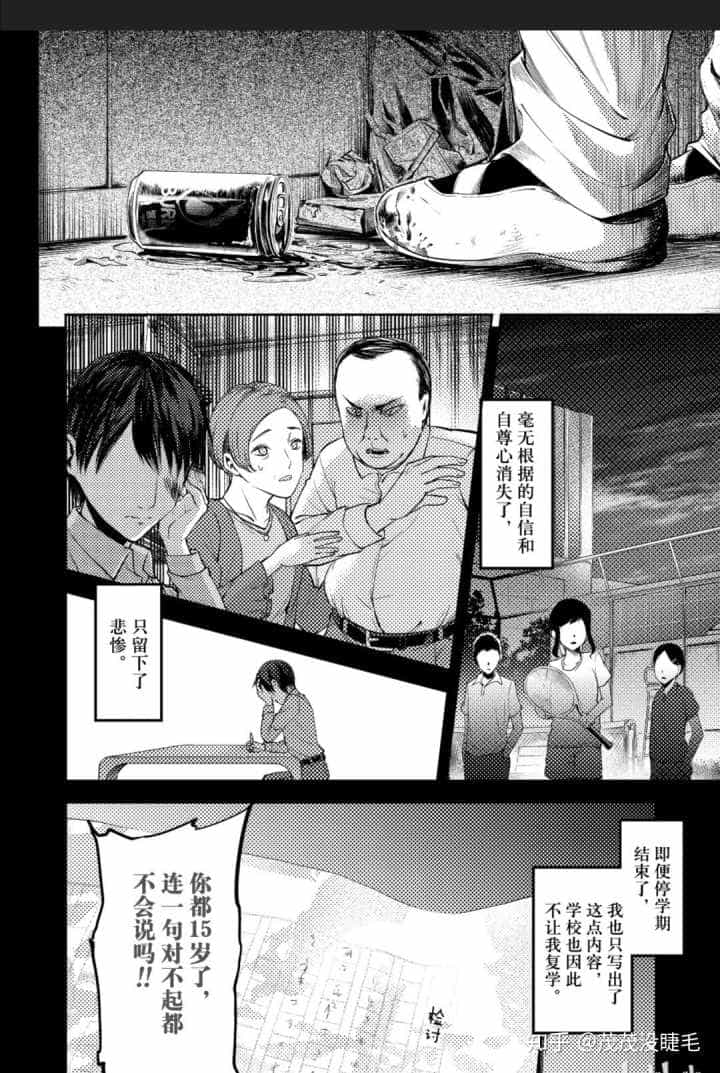 BURN
毫无根据的自信和
自尊心消失了，
只留下了
悲惨。
即便停学期
结束了，
我也只写出了
这点内容，
学校也因此
不让我复学。
检讨
你都15岁了，
连一句对不起都
不会说吗！！
知乎 @茂茂没睫毛